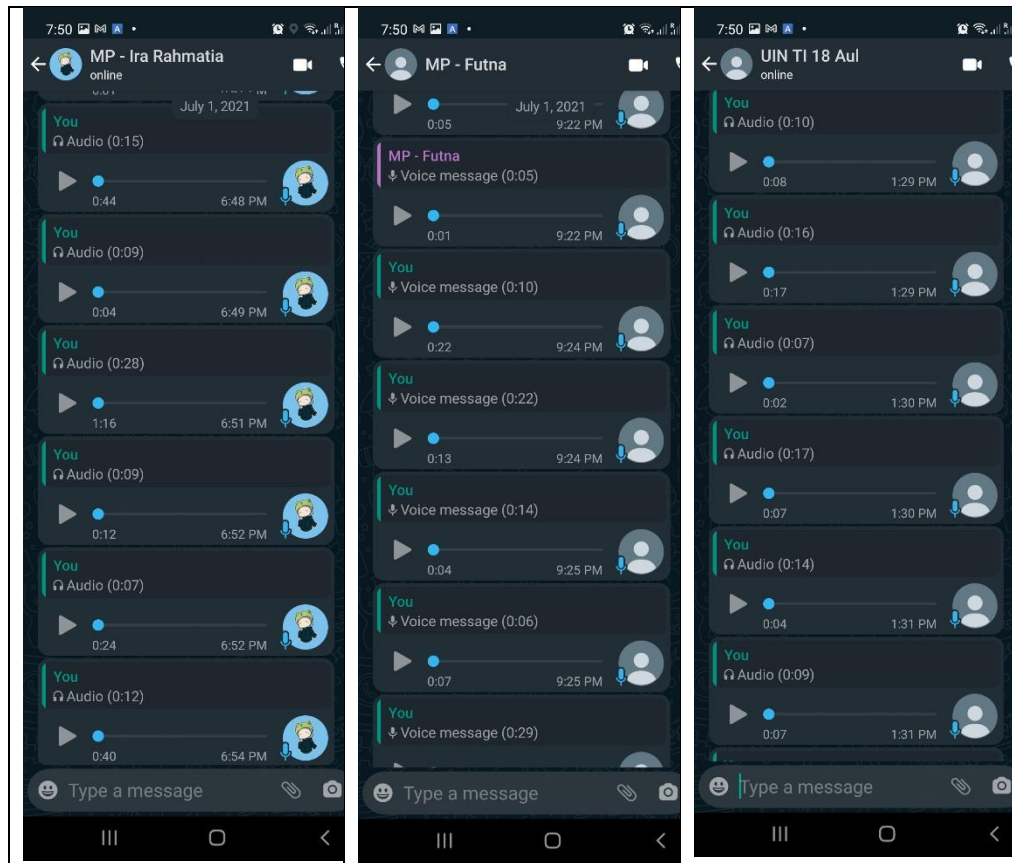 7:50
MP - Ira Rahmatia
online
July 1, 2021
You
Audio (0:15)
0:44 6:48 PM
You
Audio (0:09)
0:04 6:49 PM
You
Audio (0:28)
1:16 6:51 PM
You
Audio (0:09)
0:12 6:52 PM
You
Audio (0:07)
0:24 6:52 PM
You
Audio (0:12)
0:40 6:54 PM
Type a message
7:50
MP - Futna
July 1, 2021
0:05 9:22 PM
MP - Futna
Voice message (0:05)
0:01 9:22 PM
You
Voice message (0:10)
0:22 9:24 PM
You
Voice message (0:22)
0:13 9:24 PM
You
Voice message (0:14)
0:04 9:25 PM
You
Voice message (0:06)
0:07 9:25 PM
You
Voice message (0:29)
Type a message
7:50
UIN TI 18 Aul
online
You
Audio (0:10)
0:08 1:29 PM
You
Audio (0:16)
0:17 1:29 PM
You
Audio (0:07)
0:02 1:30 PM
You
Audio (0:17)
0:07 1:30 PM
You
Audio (0:14)
0:04 1:31 PM
You
Audio (0:09)
0:07 1:31 PM
Type a message